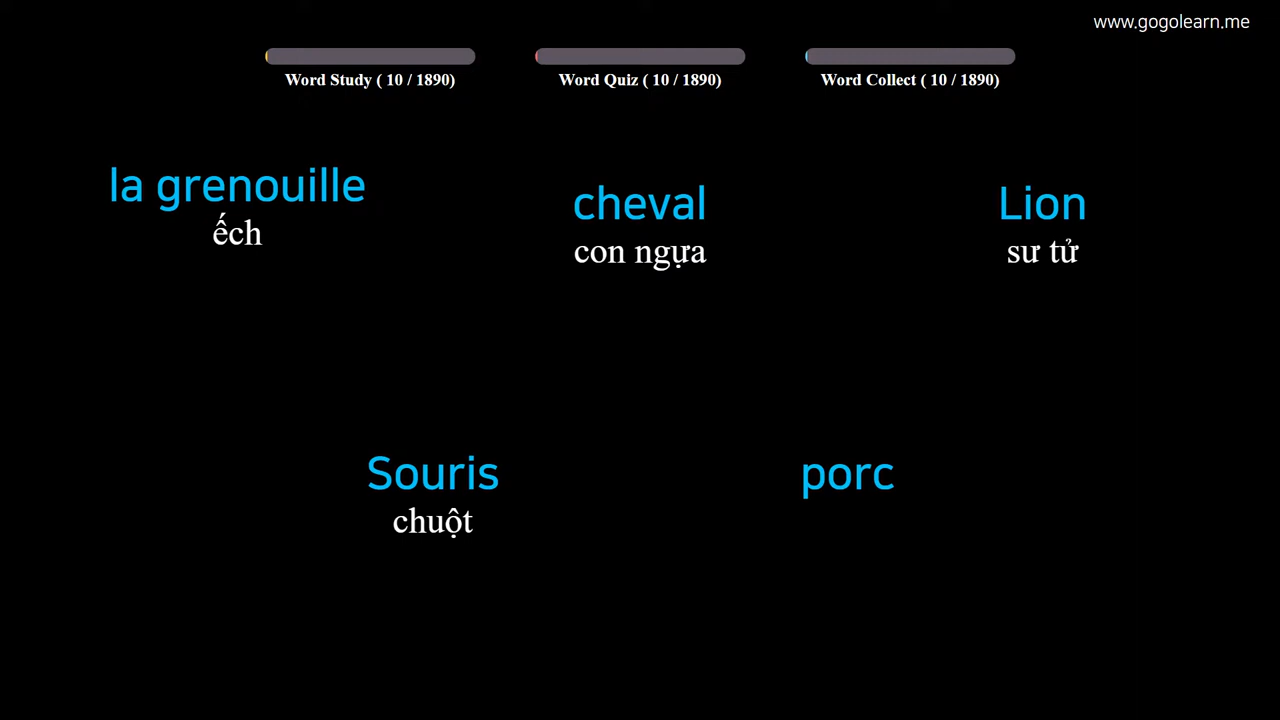 www.gogolearn.me
Word Study ( 10 / 1890)
Word Quiz ( 10 / 1890)
Word Collect ( 10 / 1890)
la grenouille
ếch
cheval
con ngựa
Lion
sư tử
Souris
chuột
porc